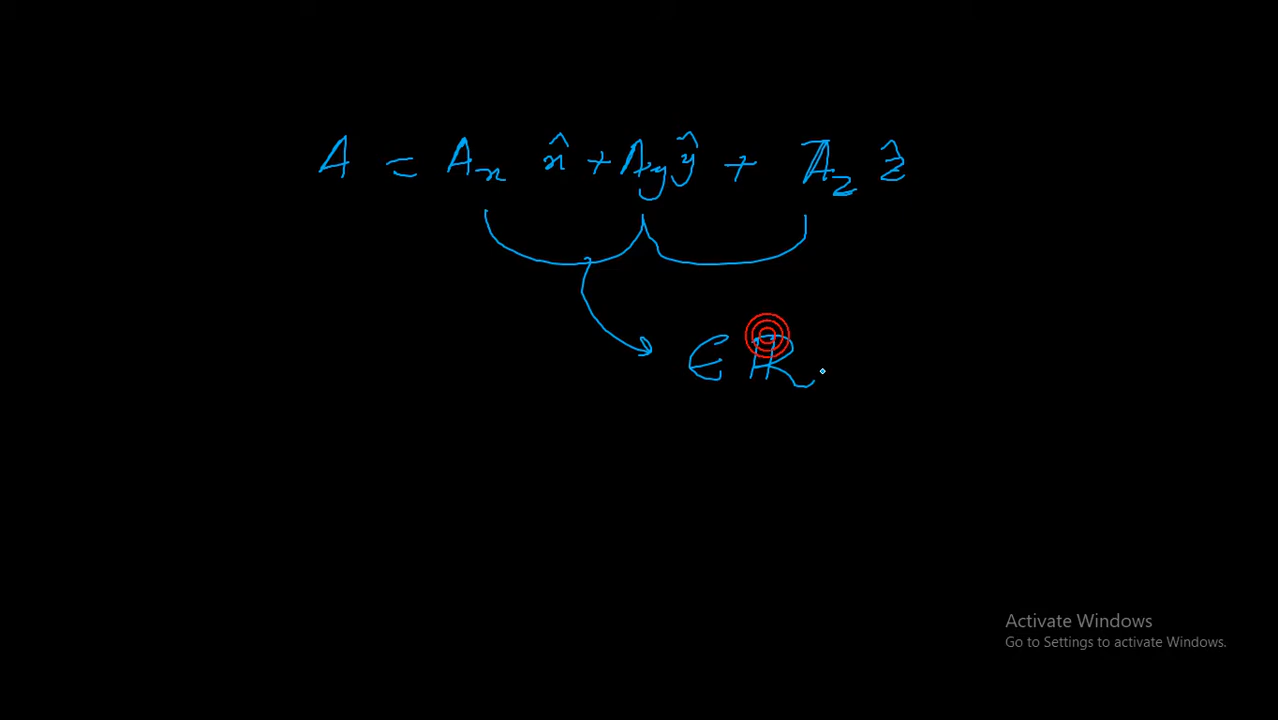 A = Aₓ x̂ + A_y ŷ + A_z ẑ
∈ ℝ
Activate Windows
Go to Settings to activate Windows.